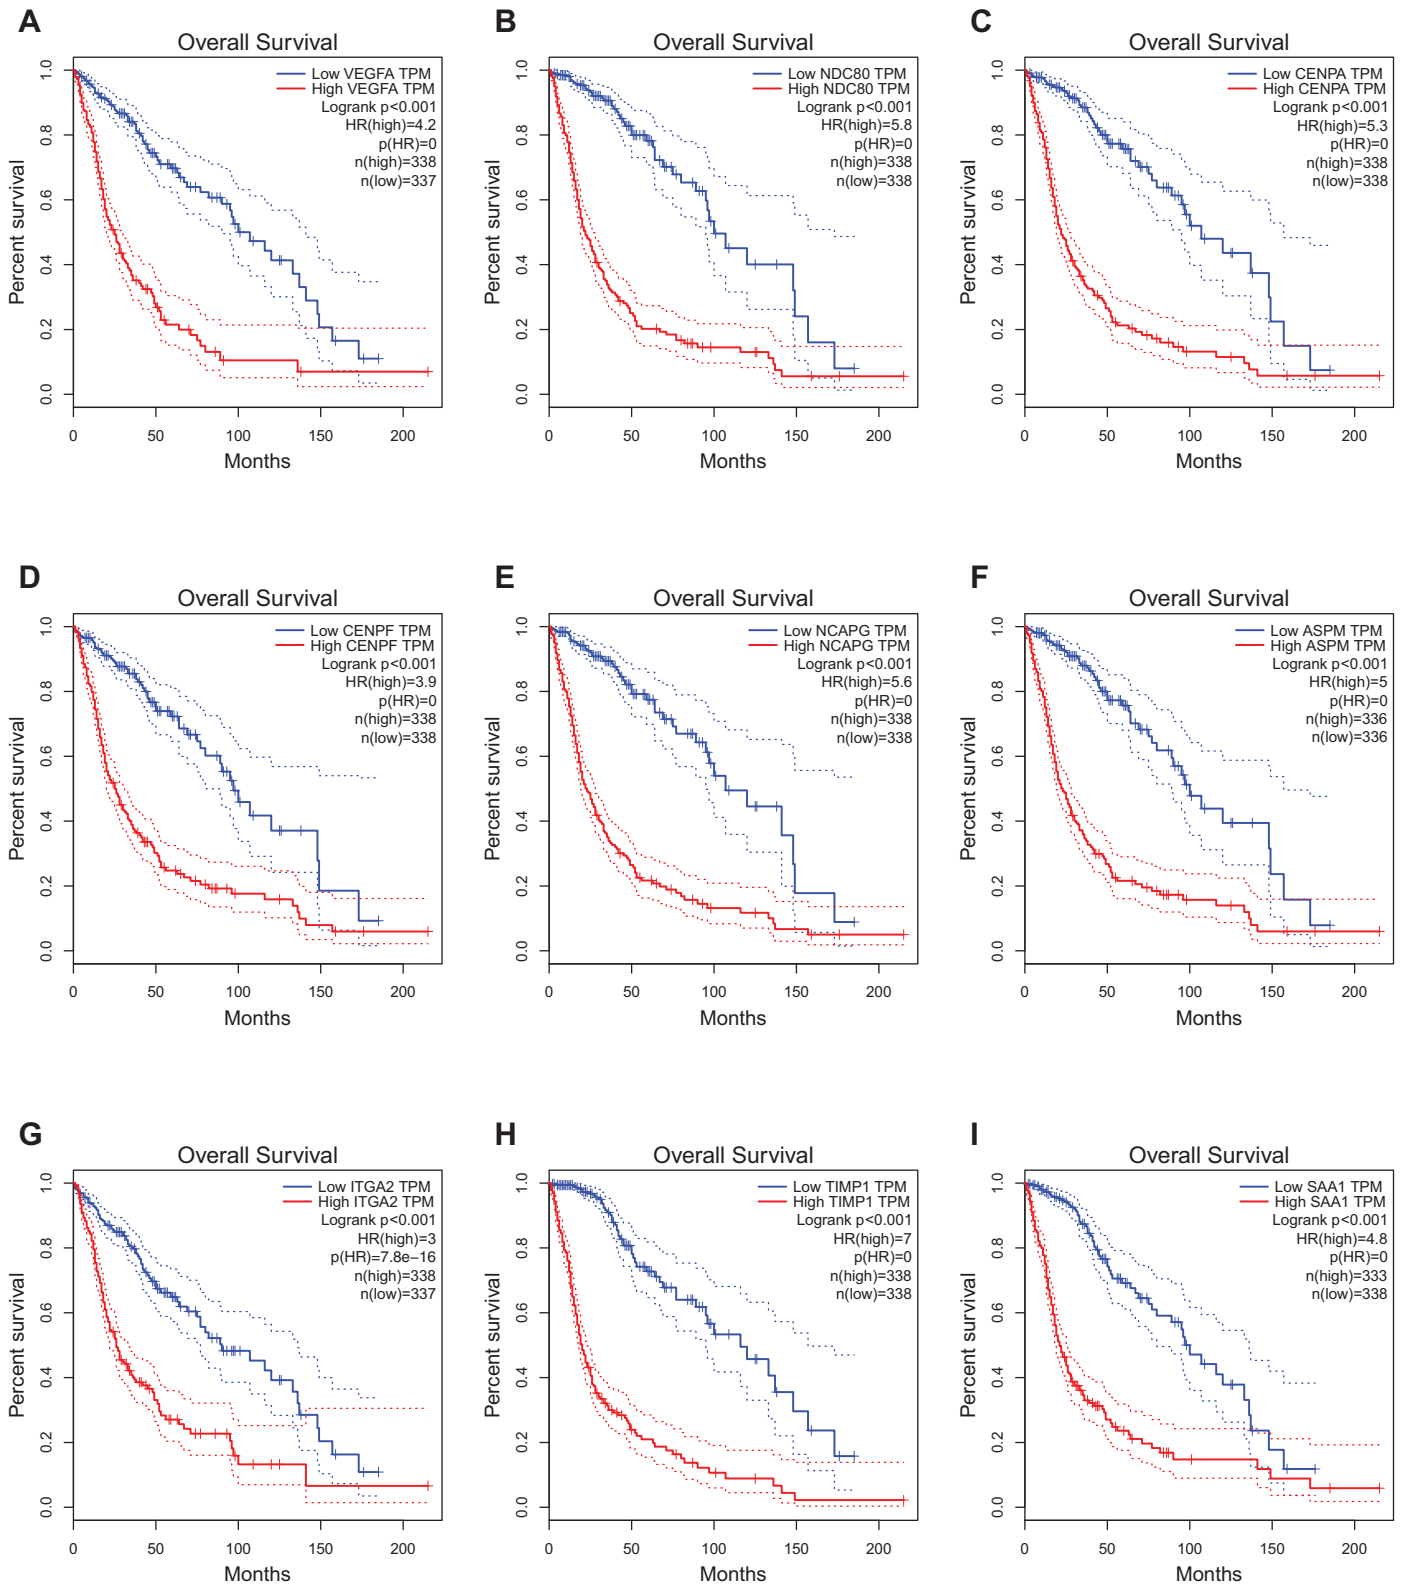 A
Overall Survival
Low VEGFA TPM
High VEGFA TPM
Logrank p<0.001
HR(high)=4.2
p(HR)=0
n(high)=338
n(low)=337
Percent survival
0.0 0.2 0.4 0.6 0.8 1.0
0 50 100 150 200
Months
B
Overall Survival
Low NDC80 TPM
High NDC80 TPM
Logrank p<0.001
HR(high)=5.8
p(HR)=0
n(high)=338
n(low)=338
Percent survival
0.0 0.2 0.4 0.6 0.8 1.0
0 50 100 150 200
Months
C
Overall Survival
Low CENPA TPM
High CENPA TPM
Logrank p<0.001
HR(high)=5.3
p(HR)=0
n(high)=338
n(low)=338
Percent survival
0.0 0.2 0.4 0.6 0.8 1.0
0 50 100 150 200
Months
D
Overall Survival
Low CENPF TPM
High CENPF TPM
Logrank p<0.001
HR(high)=3.9
p(HR)=0
n(high)=338
n(low)=338
Percent survival
0.0 0.2 0.4 0.6 0.8 1.0
0 50 100 150 200
Months
E
Overall Survival
Low NCAPG TPM
High NCAPG TPM
Logrank p<0.001
HR(high)=5.6
p(HR)=0
n(high)=338
n(low)=338
Percent survival
0.0 0.2 0.4 0.6 0.8 1.0
0 50 100 150 200
Months
F
Overall Survival
Low ASPM TPM
High ASPM TPM
Logrank p<0.001
HR(high)=5
p(HR)=0
n(high)=336
n(low)=336
Percent survival
0.0 0.2 0.4 0.6 0.8 1.0
0 50 100 150 200
Months
G
Overall Survival
Low ITGA2 TPM
High ITGA2 TPM
Logrank p<0.001
HR(high)=3
p(HR)=7.8e−16
n(high)=338
n(low)=337
Percent survival
0.0 0.2 0.4 0.6 0.8 1.0
0 50 100 150 200
Months
H
Overall Survival
Low TIMP1 TPM
High TIMP1 TPM
Logrank p<0.001
HR(high)=7
p(HR)=0
n(high)=338
n(low)=338
Percent survival
0.0 0.2 0.4 0.6 0.8 1.0
0 50 100 150 200
Months
I
Overall Survival
Low SAA1 TPM
High SAA1 TPM
Logrank p<0.001
HR(high)=4.8
p(HR)=0
n(high)=333
n(low)=338
Percent survival
0.0 0.2 0.4 0.6 0.8 1.0
0 50 100 150 200
Months